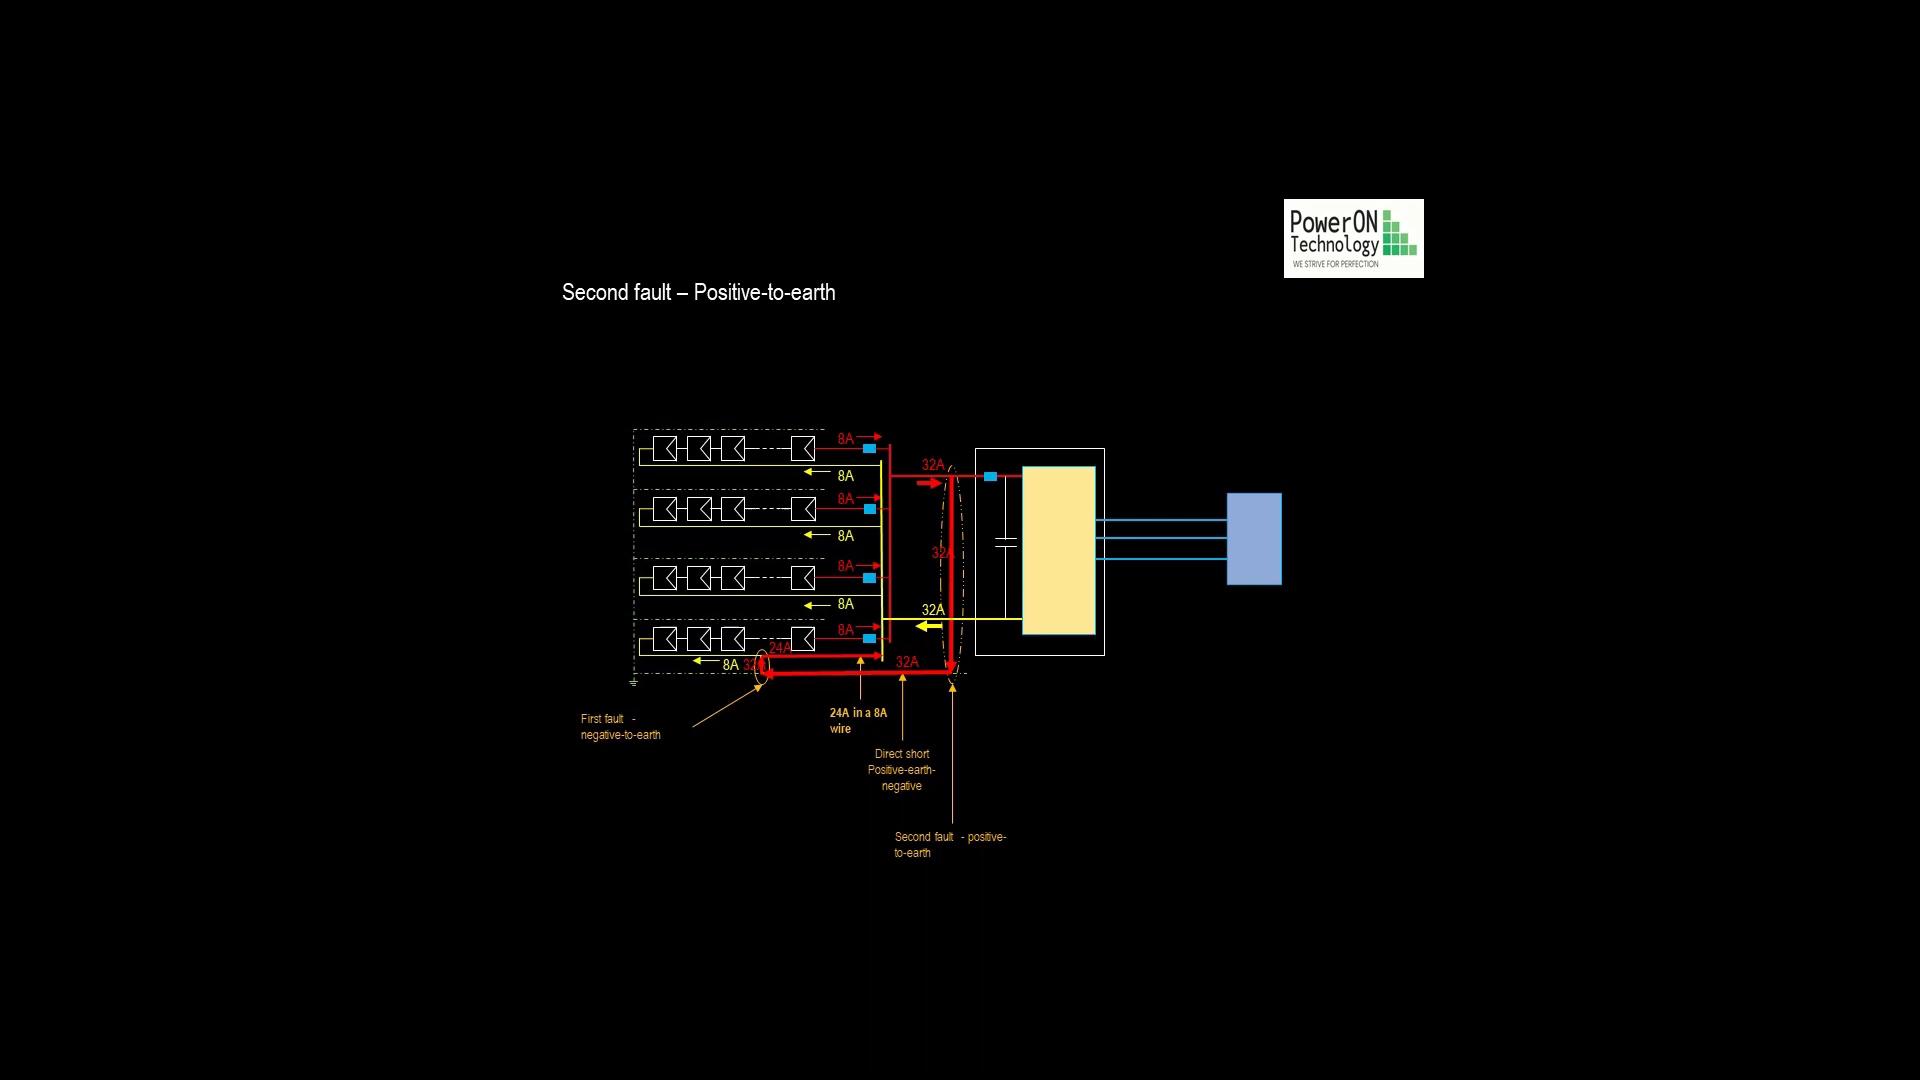 PowerON
Technology
WE STRIVE FOR PERFECTION
Second fault – Positive-to-earth
8A
8A
32A
8A
8A
32A
8A
8A
32A
8A
24A
8A 32A
32A
First fault -
negative-to-earth
24A in a 8A
wire
Direct short
Positive-earth-
negative
Second fault - positive-
to-earth